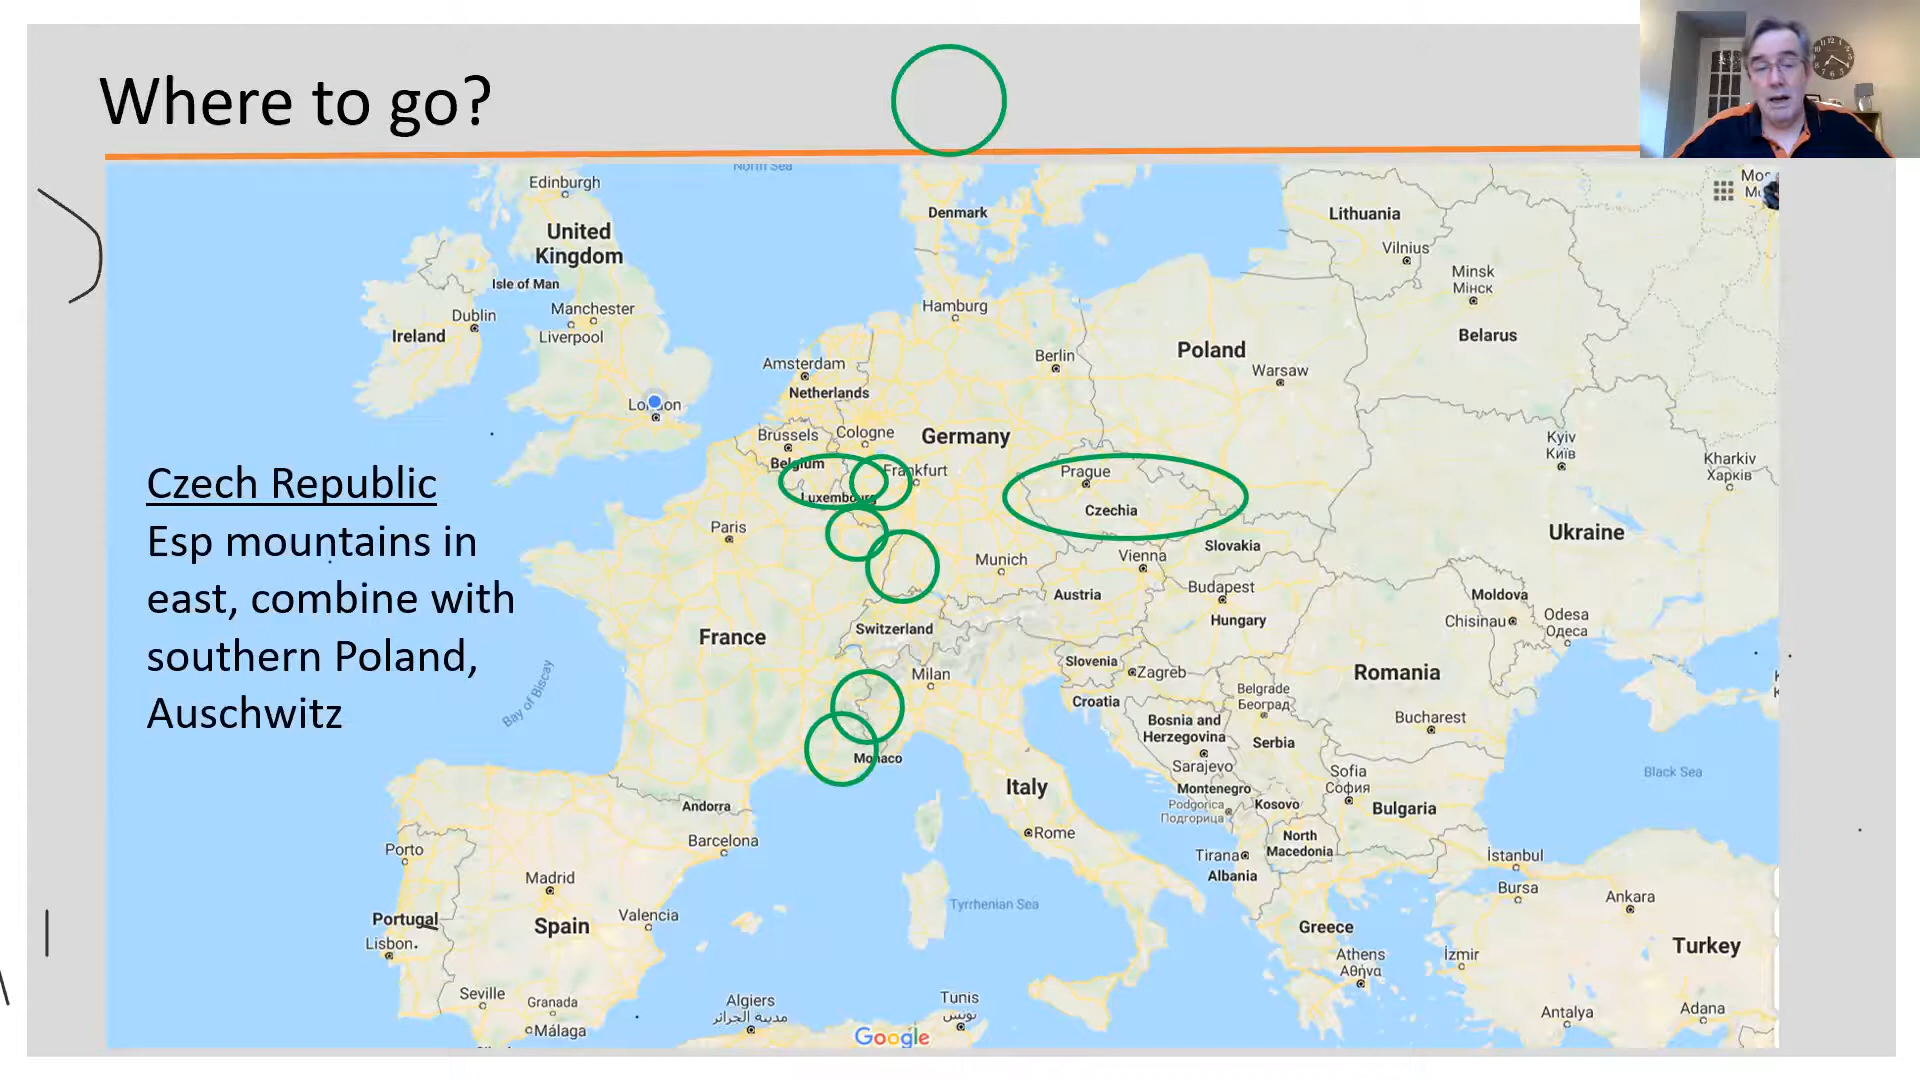 Where to go?
North Sea
Edinburgh
United
Kingdom
Isle of Man
Dublin
Manchester
Ireland
Liverpool
London
Denmark
Hamburg
Lithuania
Vilnius
Minsk
Мінск
Belarus
Amsterdam
Netherlands
Berlin
Poland
Warsaw
Brussels
Cologne
Germany
Belgium
Frankfurt
Luxembourg
Prague
Czechia
Kyiv
Київ
Kharkiv
Харків
Ukraine
Czech Republic
Esp mountains in
east, combine with
southern Poland,
Auschwitz
Paris
Munich
Vienna
Slovakia
Austria
Budapest
Hungary
Moldova
Chisinau
Odesa
Одеса
France
Switzerland
Milan
Slovenia
Zagreb
Croatia
Romania
Bay of Biscay
Belgrade
Београд
Bosnia and
Herzegovina
Serbia
Bucharest
Sarajevo
Monaco
Italy
Montenegro
Podgorica
Подгорица
Kosovo
Sofia
София
Bulgaria
Black Sea
Andorra
Barcelona
Rome
North
Macedonia
Tirana
Albania
İstanbul
Bursa
Ankara
Porto
Madrid
Portugal
Spain
Valencia
Lisbon
Tyrrhenian Sea
Greece
Athens
Αθήνα
İzmir
Turkey
Seville
Granada
Málaga
Algiers
مدينة الجزائر
Tunis
تونس
Antalya
Adana
Google